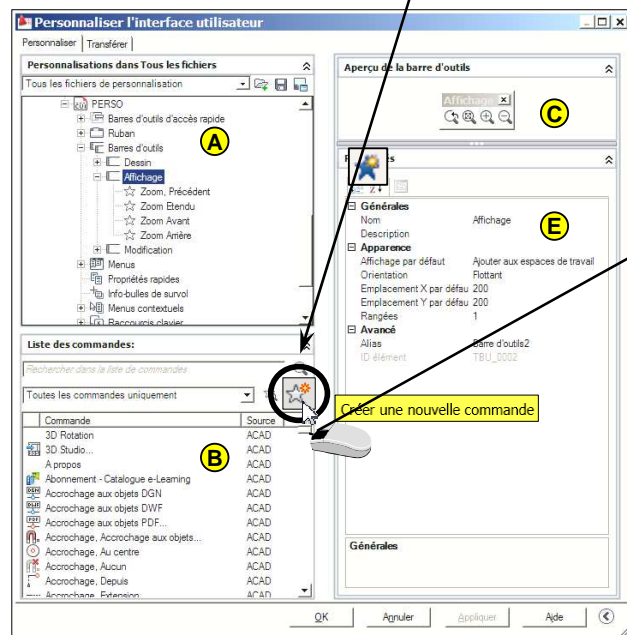 Personnaliser l'interface utilisateur
Personnaliser Transférer
Personnalisations dans Tous les fichiers
Tous les fichiers de personnalisation
PERSO
Barres d'outils d'accès rapide
Ruban
Barres d'outils
Dessin
Affichage
Zoom, Précédent
Zoom Etendu
Zoom Avant
Zoom Arrière
Modification
Menus
Propriétés rapides
Info-bulles de survol
Menus contextuels
Raccourcis clavier
A
Liste des commandes:
Rechercher dans la liste de commandes
Toutes les commandes uniquement
Créer une nouvelle commande
Commande Source
3D Rotation ACAD
3D Studio... ACAD
A propos ACAD
Abonnement - Catalogue e-Learning ACAD
Accrochage aux objets DGN ACAD
Accrochage aux objets DWF ACAD
Accrochage aux objets PDF... ACAD
Accrochage, Accrochage aux objets... ACAD
Accrochage, Au centre ACAD
Accrochage, Aucun ACAD
Accrochage, Depuis ACAD
Accrochage, Extension ACAD
B
Aperçu de la barre d'outils
Affichage
C
Générales
Nom Affichage
Description
Apparence
Affichage par défaut Ajouter aux espaces de travail
Orientation Flottant
Emplacement X par défau 200
Emplacement Y par défau 200
Rangées 1
Avancé
Alias Barre d'outils2
ID élément TBU_0002
E
Générales
OK Annuler Appliquer Aide